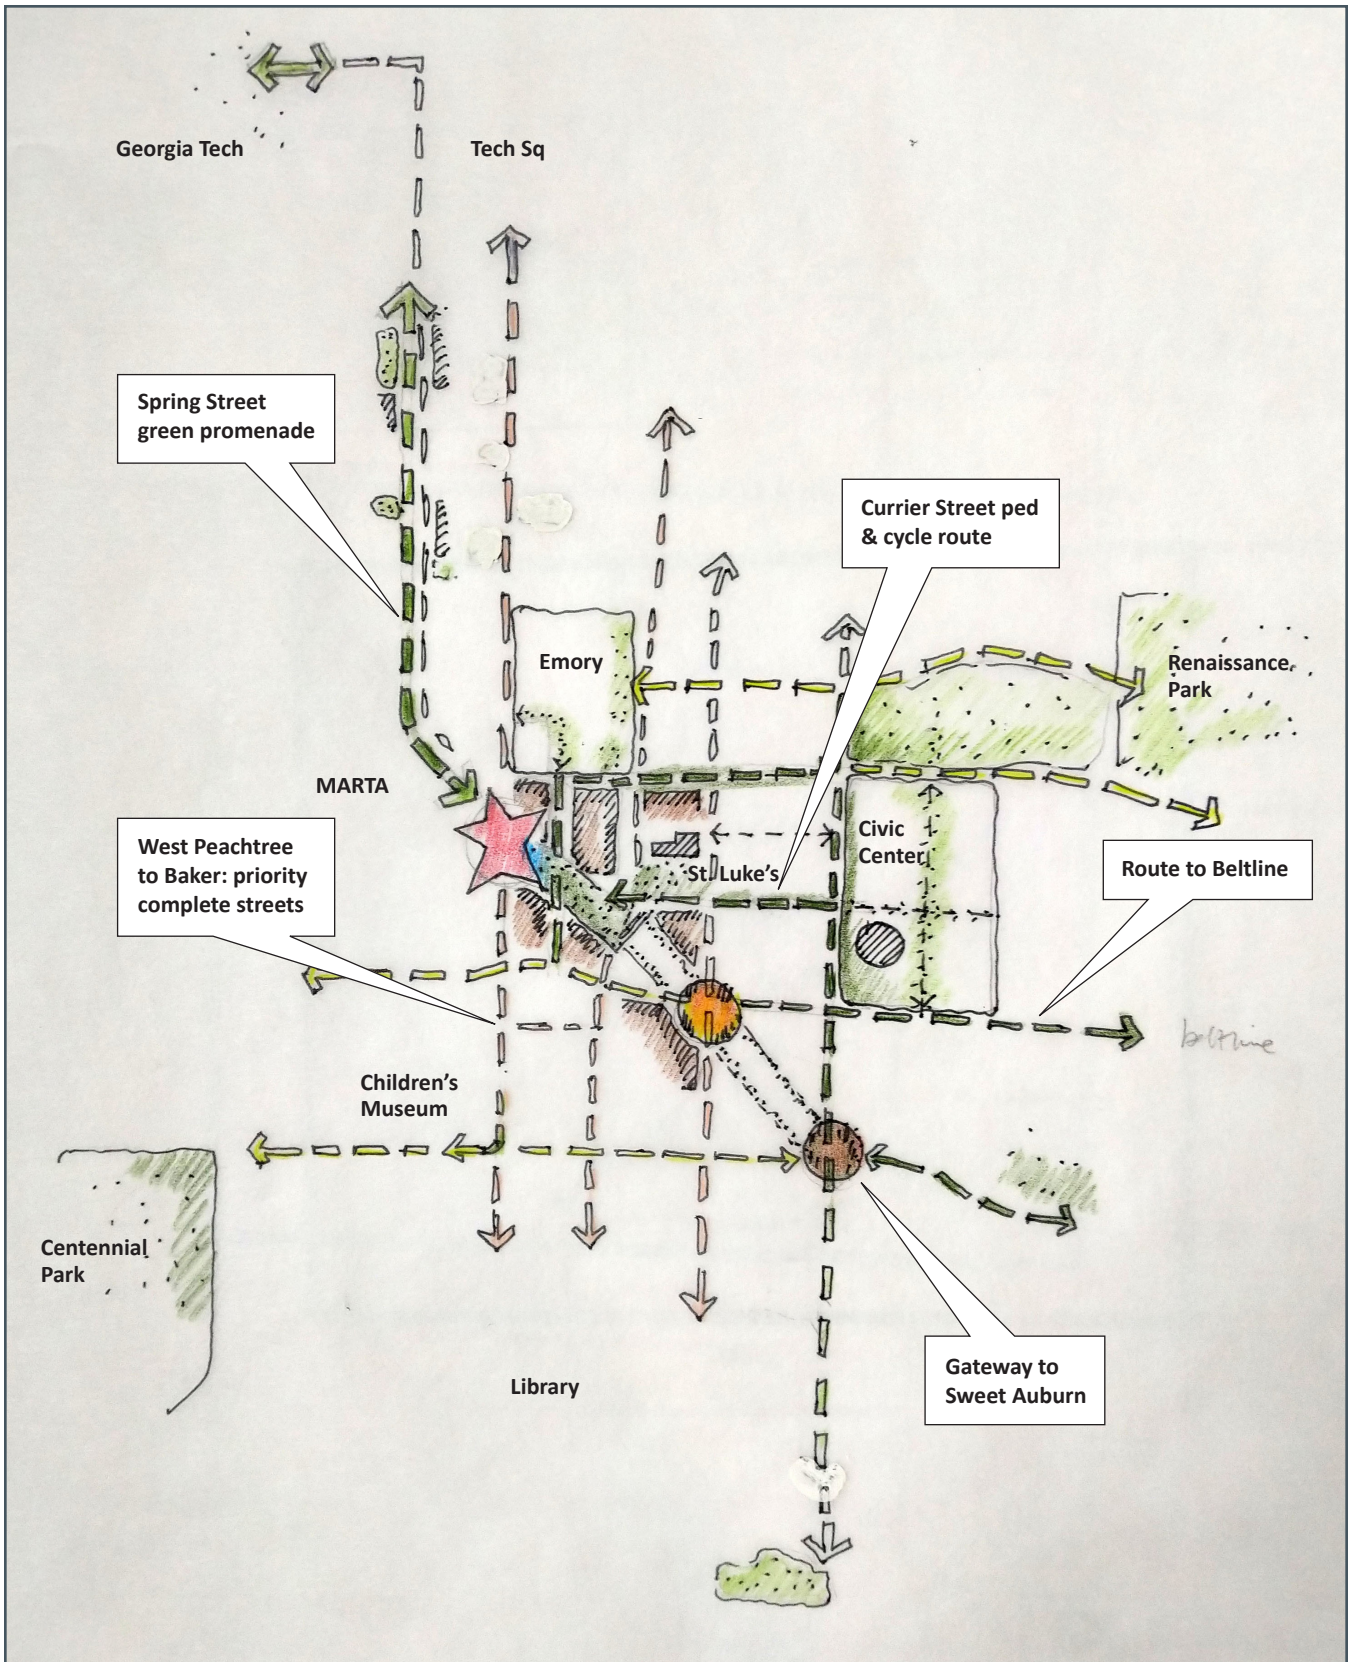 Georgia Tech
Tech Sq
Spring Street
green promenade
Currier Street ped
& cycle route
Emory
Renaissance
Park
MARTA
West Peachtree
to Baker: priority
complete streets
Civic
Center
St. Luke's
Route to Beltline
beltline
Children's
Museum
Centennial
Park
Gateway to
Sweet Auburn
Library